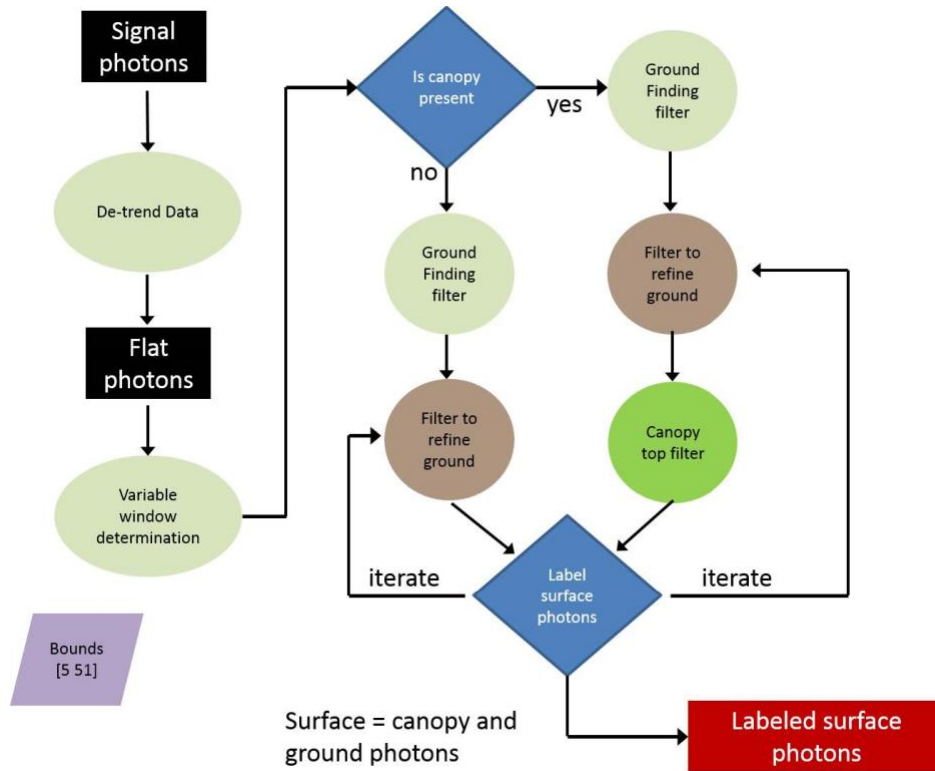 Signal
photons
De-trend Data
Flat
photons
Variable
window
determination
Bounds
[5 51]
Is canopy
present
yes
no
Ground
Finding
filter
Filter to
refine
ground
Ground
Finding
filter
Filter to
refine
ground
Canopy
top filter
iterate
Label
surface
photons
iterate
Surface = canopy and
ground photons
Labeled surface
photons